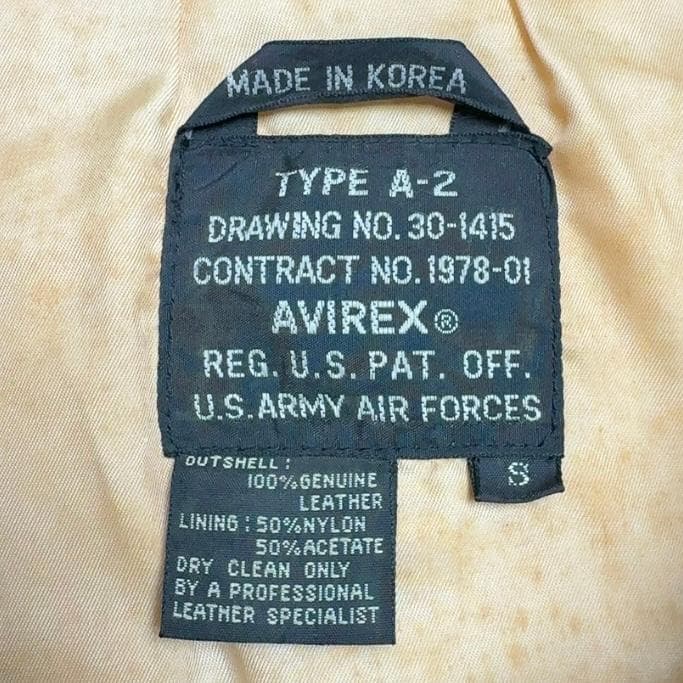 MADE IN KOREA
TYPE A-2
DRAWING NO. 30-1415
CONTRACT NO. 1978-01
AVIREX®
REG. U.S. PAT. OFF.
U.S. ARMY AIR FORCES
S
OUTSHELL:
100% GENUINE
LEATHER
LINING: 50% NYLON
50% ACETATE
DRY CLEAN ONLY
BY A PROFESSIONAL
LEATHER SPECIALIST